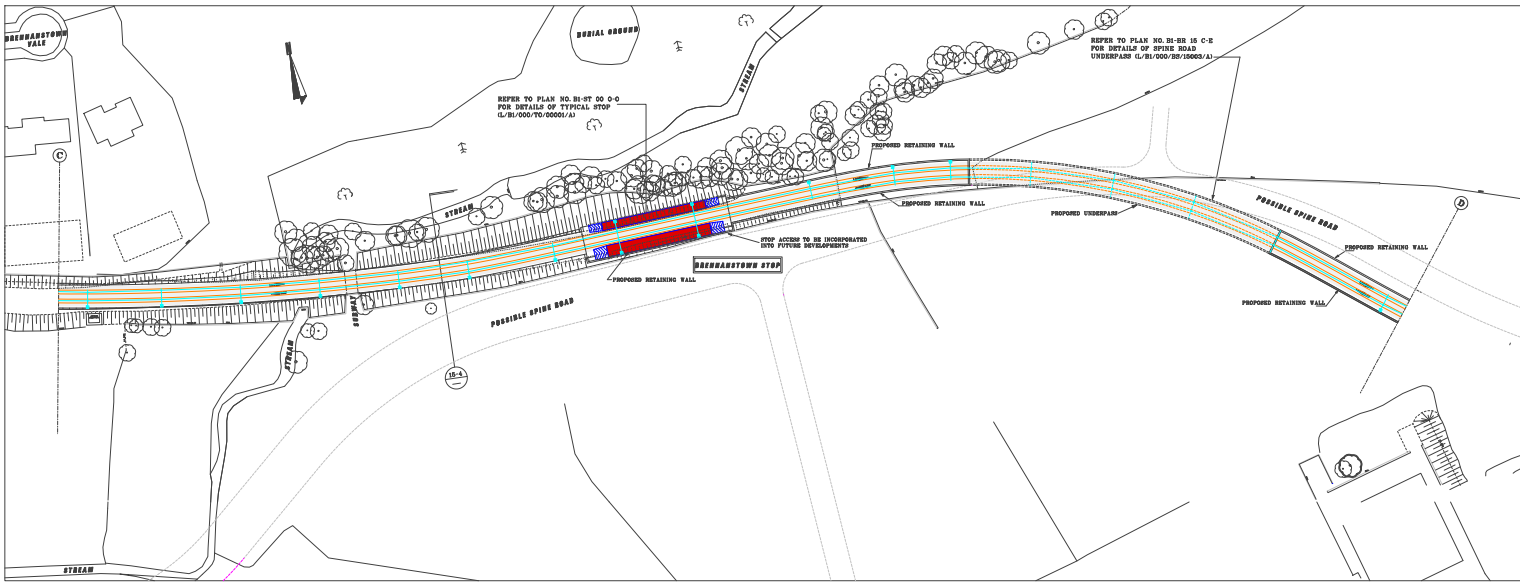 BRENNANSTOWN
VALE
BURIAL GROUND
STREAM
REFER TO PLAN NO. B1-BR 15 C-E
FOR DETAILS OF SPINE ROAD
UNDERPASS (L/B1/000/BS/15003/A)
REFER TO PLAN NO. B1-ST 00 0-0
FOR DETAILS OF TYPICAL STOP
(L/B1/000/TO/00001/A)
C
PROPOSED RETAINING WALL
STREAM
PROPOSED RETAINING WALL
PROPOSED UNDERPASS
POSSIBLE SPINE ROAD
D
STOP ACCESS TO BE INCORPORATED
INTO FUTURE DEVELOPMENTS
PROPOSED RETAINING WALL
BRENNANSTOWN STOP
PROPOSED RETAINING WALL
SUBWAY
POSSIBLE SPINE ROAD
PROPOSED RETAINING WALL
STREAM
15-4
STREAM